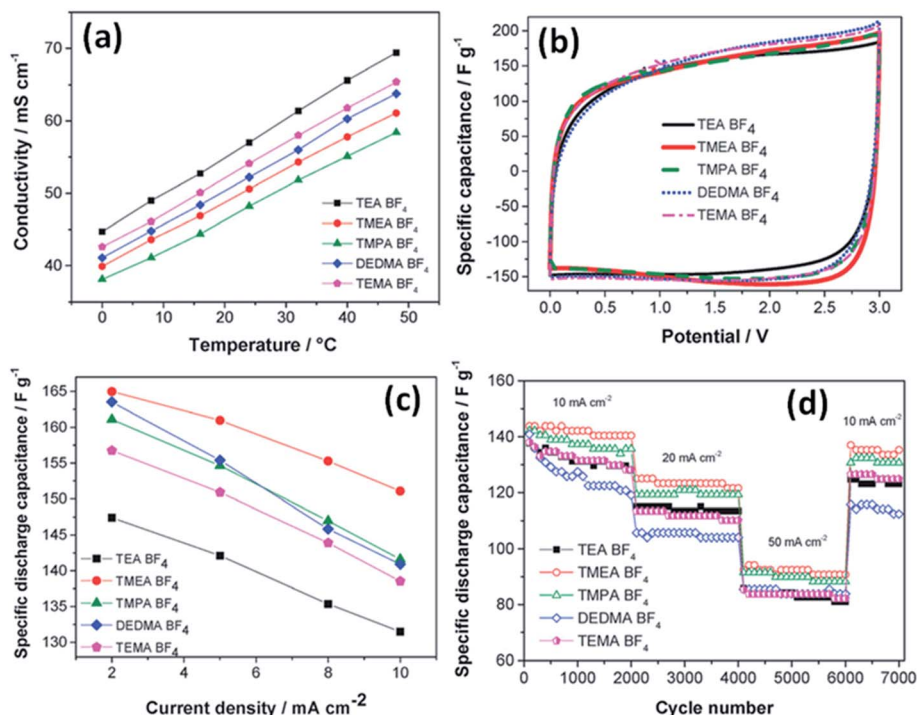 (a)
Conductivity / mS cm⁻¹
70
60
50
40
TEA BF₄
TMEA BF₄
TMPA BF₄
DEDMA BF₄
TEMA BF₄
0 10 20 30 40 50
Temperature / °C
(b)
Specific capacitance / F g⁻¹
200
150
100
50
0
-50
-100
-150
TEA BF₄
TMEA BF₄
TMPA BF₄
DEDMA BF₄
TEMA BF₄
0.0 0.5 1.0 1.5 2.0 2.5 3.0
Potential / V
(c)
Specific discharge capacitance / F g⁻¹
165
160
155
150
145
140
135
130
TEA BF₄
TMEA BF₄
TMPA BF₄
DEDMA BF₄
TEMA BF₄
2 4 6 8 10
Current density / mA cm⁻²
(d)
Specific discharge capacitance / F g⁻¹
160
140
120
100
80
60
10 mA cm⁻²
10 mA cm⁻²
20 mA cm⁻²
50 mA cm⁻²
TEA BF₄
TMEA BF₄
TMPA BF₄
DEDMA BF₄
TEMA BF₄
0 1000 2000 3000 4000 5000 6000 7000
Cycle number